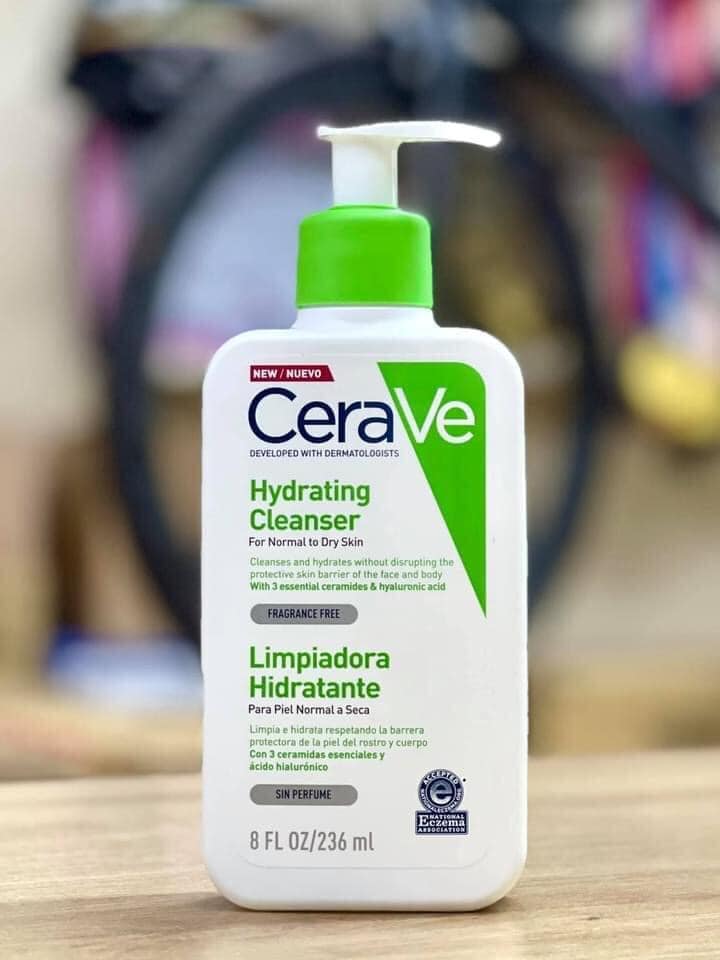 NEW / NUEVO
CeraVe
DEVELOPED WITH DERMATOLOGISTS
Hydrating
Cleanser
For Normal to Dry Skin
Cleanses and hydrates without disrupting the
protective skin barrier of the face and body
With 3 essential ceramides & hyaluronic acid
FRAGRANCE FREE
Limpiadora
Hidratante
Para Piel Normal a Seca
Limpia e hidrata respetando la barrera
protectora de la piel del rostro y cuerpo
Con 3 ceramidas esenciales y
ácido hialurónico
SIN PERFUME
8 FL OZ/236 ml
ACCEPTED
e
NATIONALECZEMA.ORG
NATIONAL
Eczema
ASSOCIATION